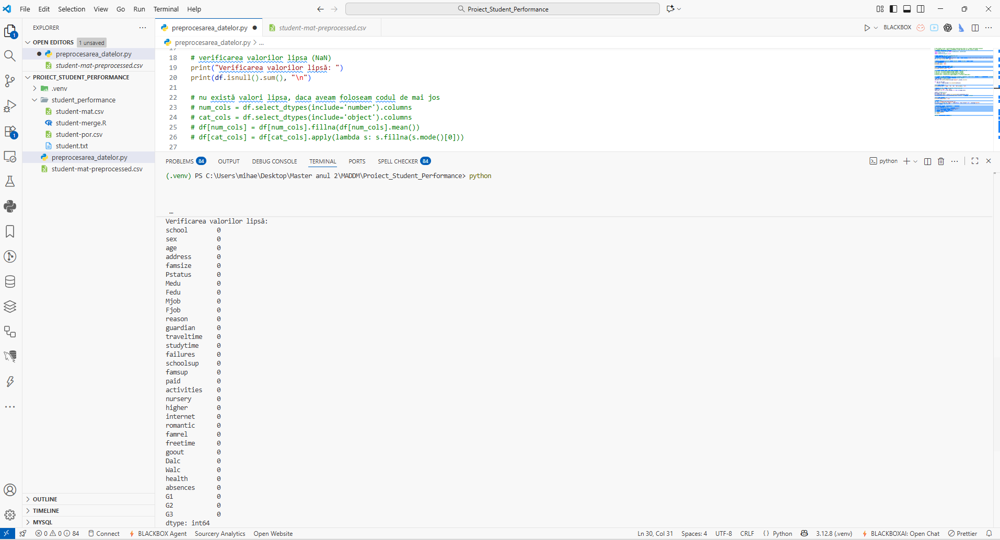 File Edit Selection View Go Run Terminal Help
Proiect_Student_Performance
EXPLORER
OPEN EDITORS 1 unsaved
preprocesarea_datelor.py
student-mat-preprocessed.csv
PROIECT_STUDENT_PERFORMANCE
.venv
student_performance
student-mat.csv
student-merge.R
student-por.csv
student.txt
preprocesarea_datelor.py
student-mat-preprocessed.csv
OUTLINE
TIMELINE
MYSQL
1
1
preprocesarea_datelor.py
student-mat-preprocessed.csv
BLACKBOX
preprocesarea_datelor.py > ...
18 # verificarea valorilor lipsa (NaN)
19 print("Verificarea valorilor lipsă: ")
20 print(df.isnull().sum(), "\n")
21
22 # nu există valori lipsa, daca aveam foloseam codul de mai jos
23 # num_cols = df.select_dtypes(include='number').columns
24 # cat_cols = df.select_dtypes(include='object').columns
25 # df[num_cols] = df[num_cols].fillna(df[num_cols].mean())
26 # df[cat_cols] = df[cat_cols].apply(lambda s: s.fillna(s.mode()[0]))
27
PROBLEMS 84 OUTPUT DEBUG CONSOLE TERMINAL PORTS SPELL CHECKER 84
python
(.venv) PS C:\Users\mihae\Desktop\Master anul 2\MADDM\Proiect_Student_Performance> python
…
Verificarea valorilor lipsă:
school 0
sex 0
age 0
address 0
famsize 0
Pstatus 0
Medu 0
Fedu 0
Mjob 0
Fjob 0
reason 0
guardian 0
traveltime 0
studytime 0
failures 0
schoolsup 0
famsup 0
paid 0
activities 0
nursery 0
higher 0
internet 0
romantic 0
famrel 0
freetime 0
goout 0
Dalc 0
Walc 0
health 0
absences 0
G1 0
G2 0
G3 0
dtype: int64
0 0 84 Connect BLACKBOX Agent Sourcery Analytics Open Website
Ln 30, Col 31 Spaces: 4 UTF-8 CRLF {} Python 3.12.8 (.venv) BLACKBOXAI: Open Chat Prettier